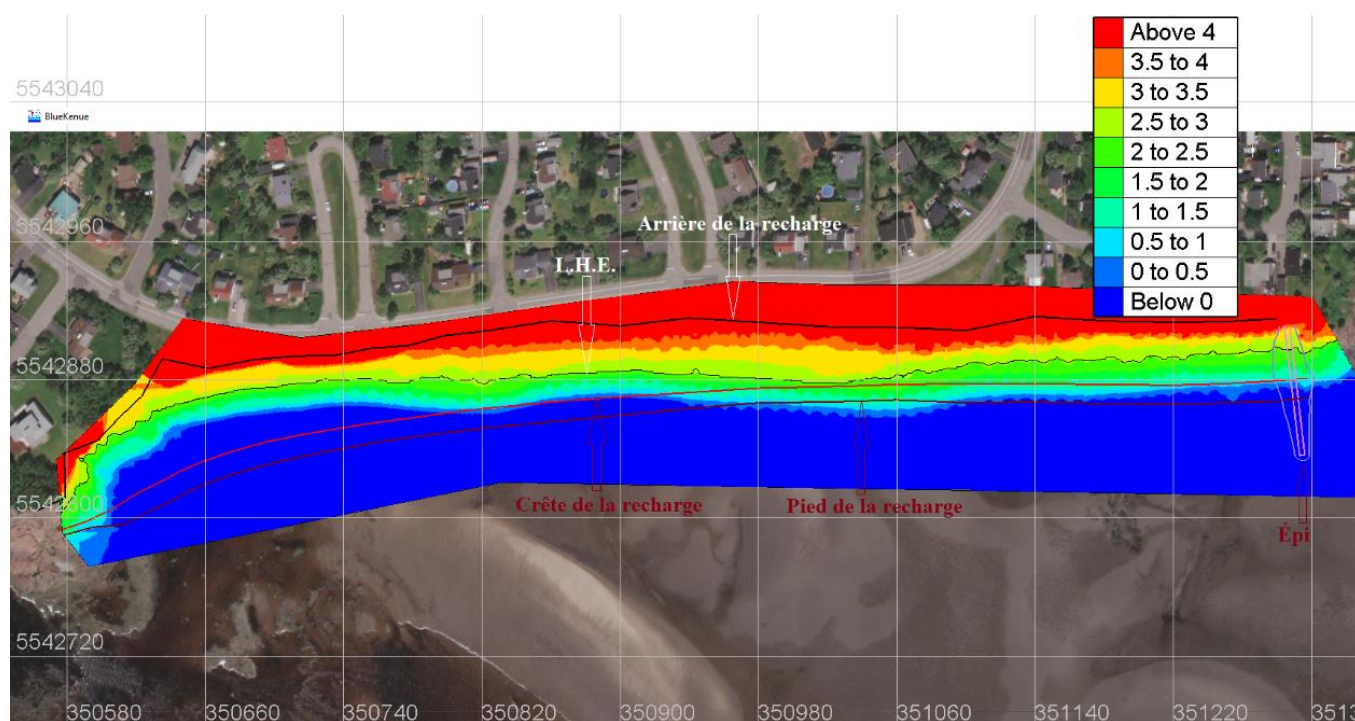 Above 4
3.5 to 4
3 to 3.5
2.5 to 3
2 to 2.5
1.5 to 2
1 to 1.5
0.5 to 1
0 to 0.5
Below 0
5543040
BlueKenue
5542960
Arrière de la recharge
L.H.E.
5542880
5542800
Crête de la recharge
Pied de la recharge
Épi
5542720
350580 350660 350740 350820 350900 350980 351060 351140 351220